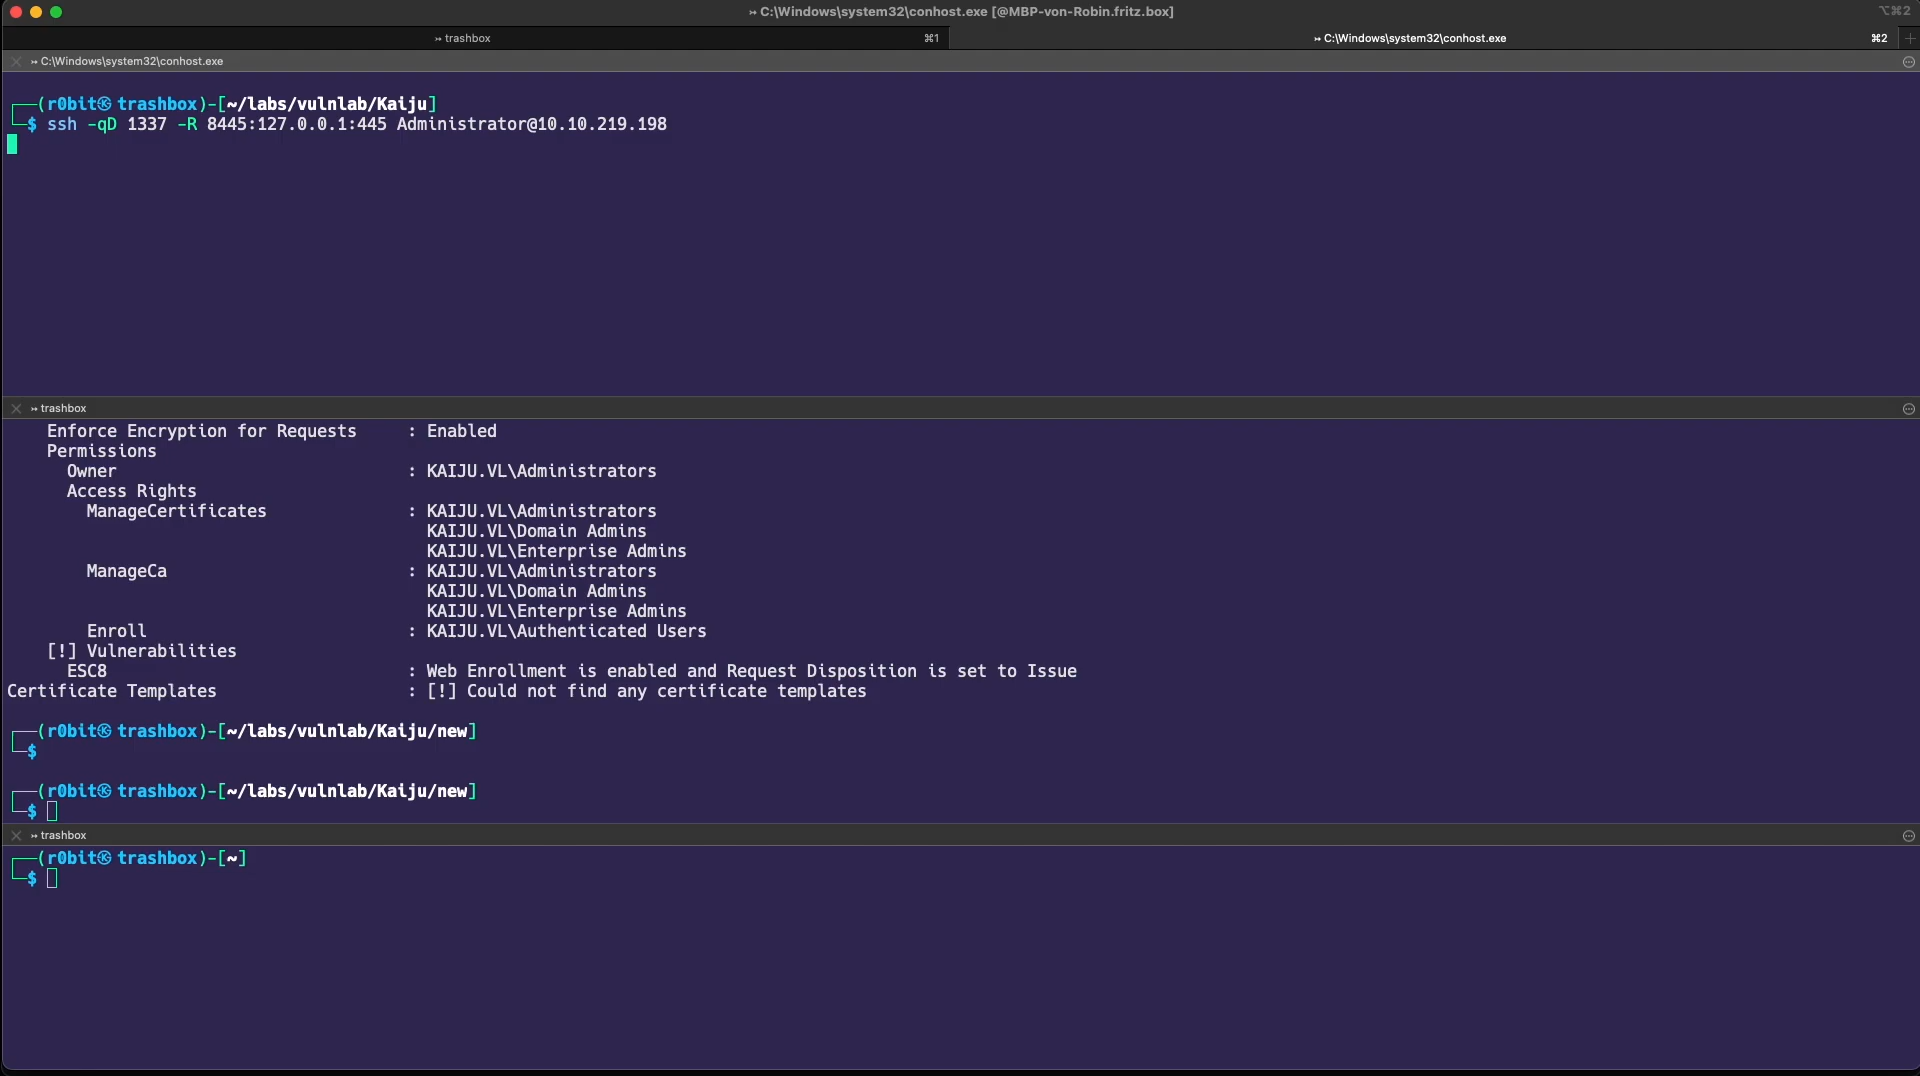 ↣ C:\Windows\system32\conhost.exe [@MBP-von-Robin.fritz.box] ⌥⌘2
↣ trashbox ⌘1 ↣ C:\Windows\system32\conhost.exe ⌘2
↣ C:\Windows\system32\conhost.exe
┌──(r0bit㉿trashbox)-[~/labs/vulnlab/Kaiju]
└─$ ssh -qD 1337 -R 8445:127.0.0.1:445 Administrator@10.10.219.198
↣ trashbox
Enforce Encryption for Requests : Enabled
Permissions
Owner : KAIJU.VL\Administrators
Access Rights
ManageCertificates : KAIJU.VL\Administrators
KAIJU.VL\Domain Admins
KAIJU.VL\Enterprise Admins
ManageCa : KAIJU.VL\Administrators
KAIJU.VL\Domain Admins
KAIJU.VL\Enterprise Admins
Enroll : KAIJU.VL\Authenticated Users
[!] Vulnerabilities
ESC8 : Web Enrollment is enabled and Request Disposition is set to Issue
Certificate Templates : [!] Could not find any certificate templates
┌──(r0bit㉿trashbox)-[~/labs/vulnlab/Kaiju/new]
└─$
┌──(r0bit㉿trashbox)-[~/labs/vulnlab/Kaiju/new]
└─$
↣ trashbox
┌──(r0bit㉿trashbox)-[~]
└─$